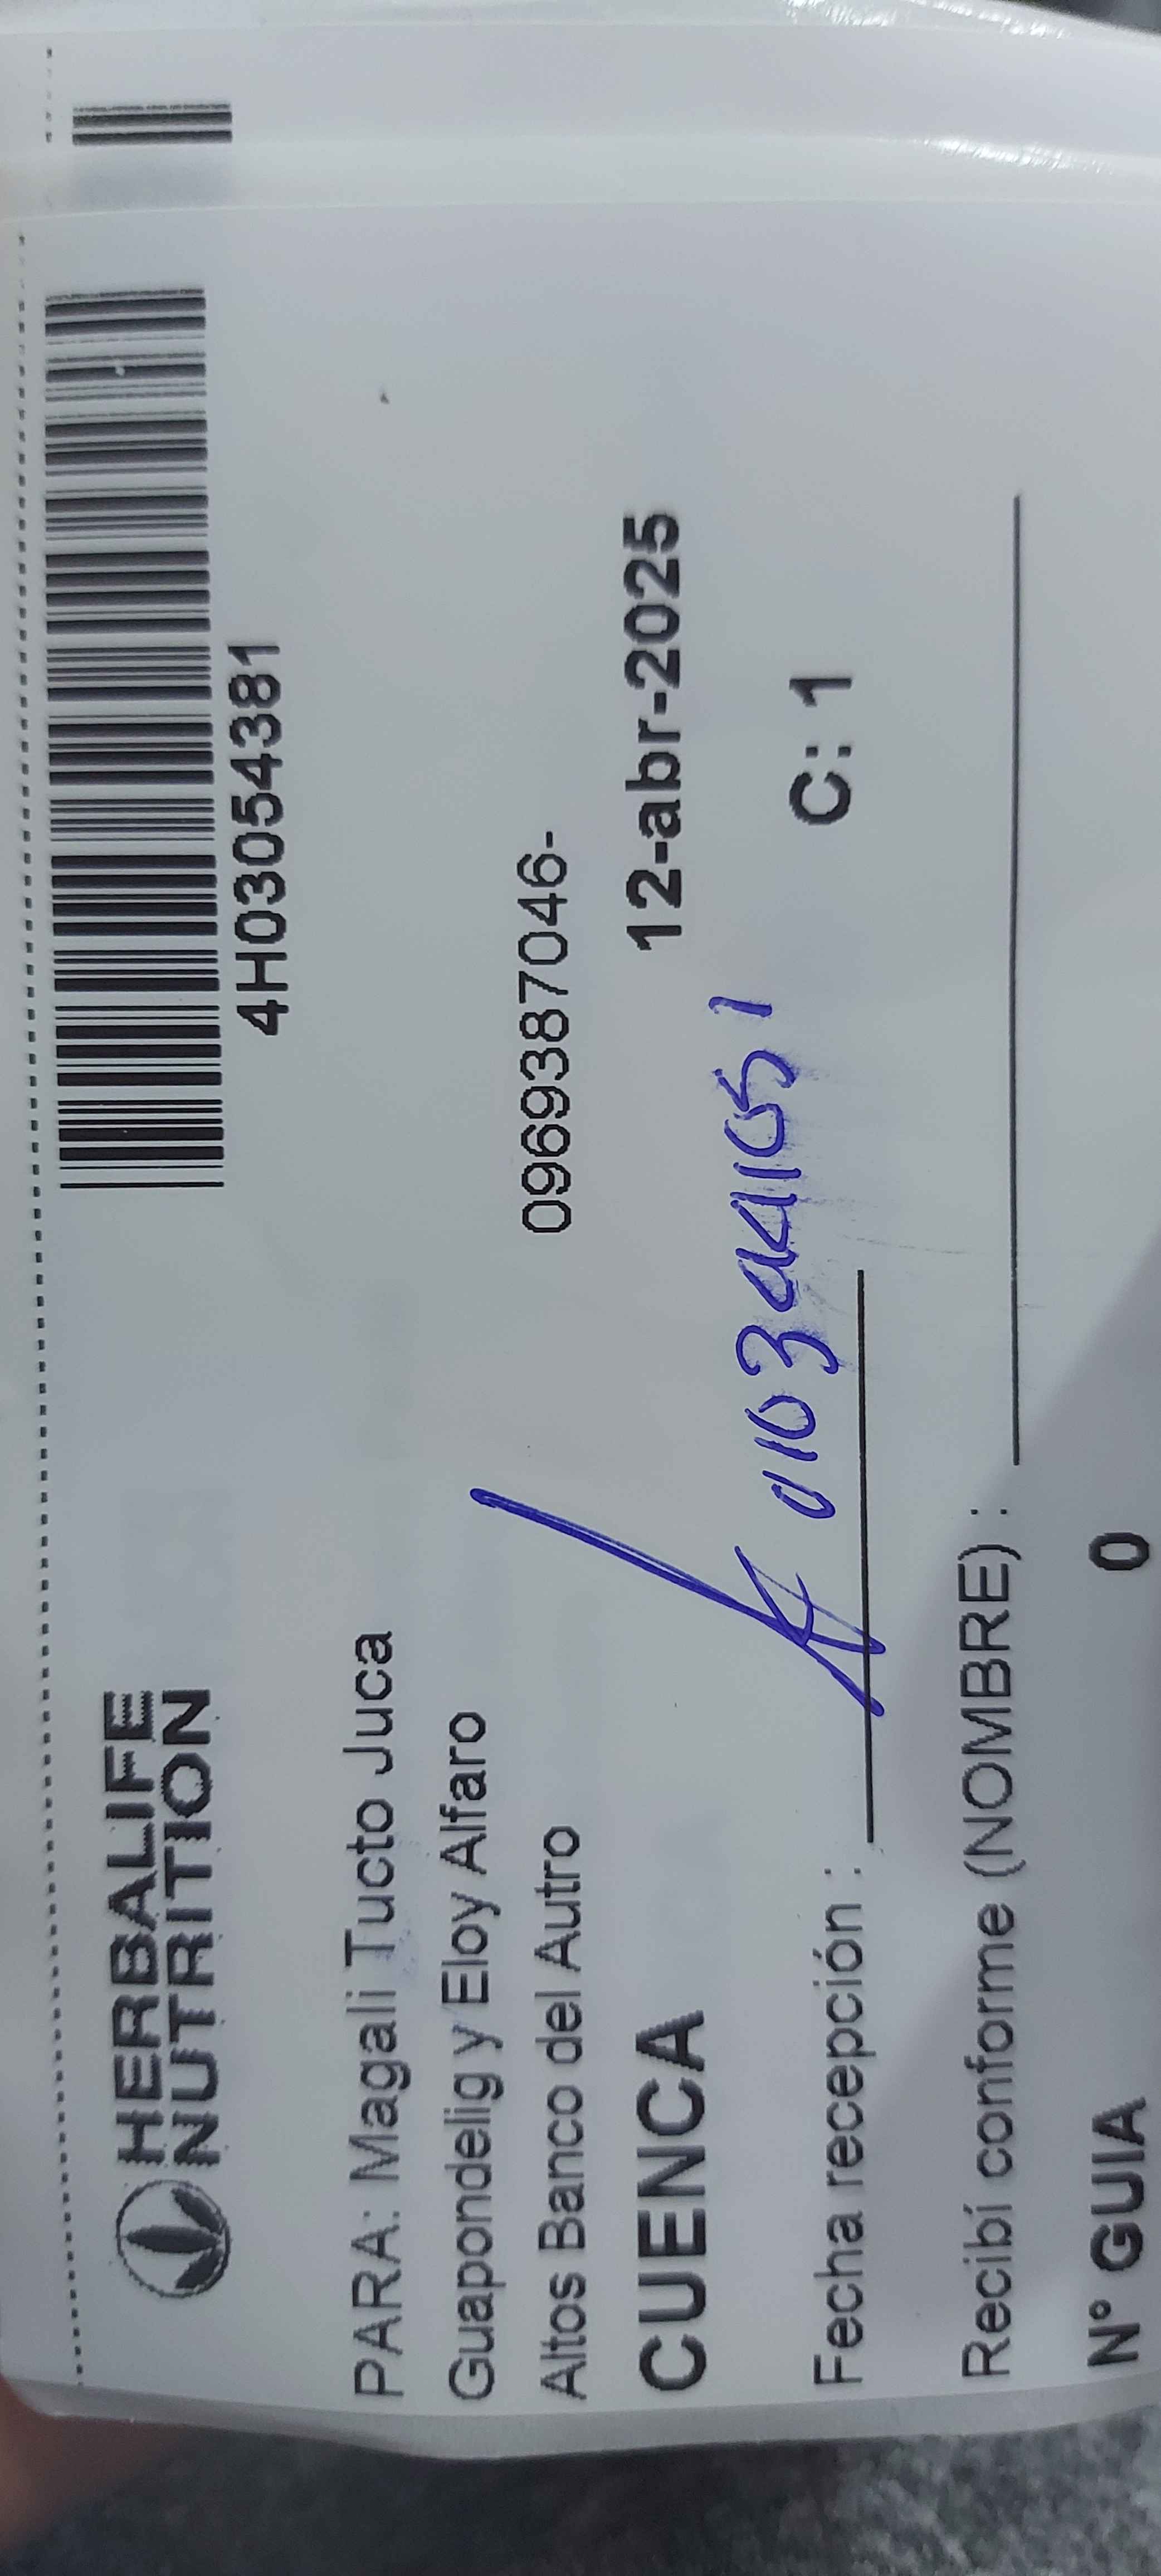 HERBALIFE
NUTRITION
4H03054381
PARA: Magali Tucto Juca
Guapondelig y Eloy Alfaro
Altos Banco del Autro
0969387046-
CUENCA
12-abr-2025
Fecha recepción :
C: 1
Recibí conforme (NOMBRE) :
N° GUIA 0